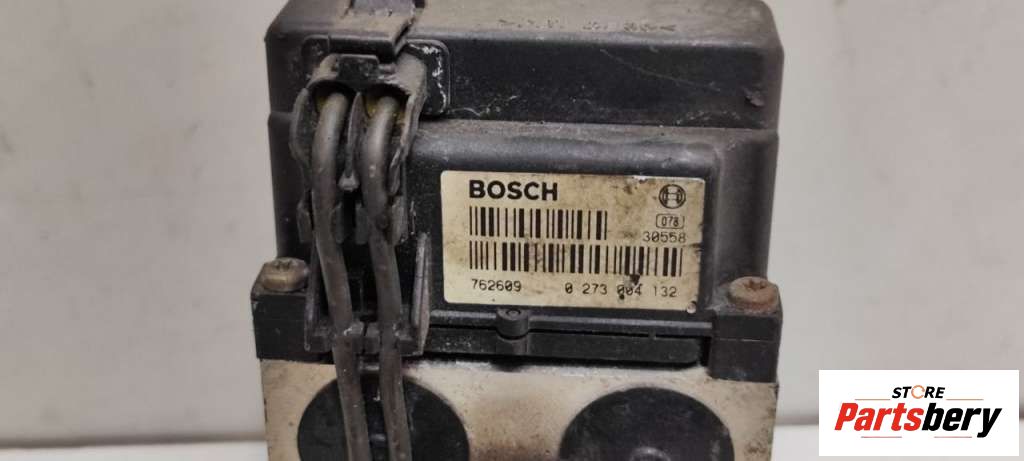 BOSCH
078
30558
762609 0 273 004 132
STORE
Partsbery